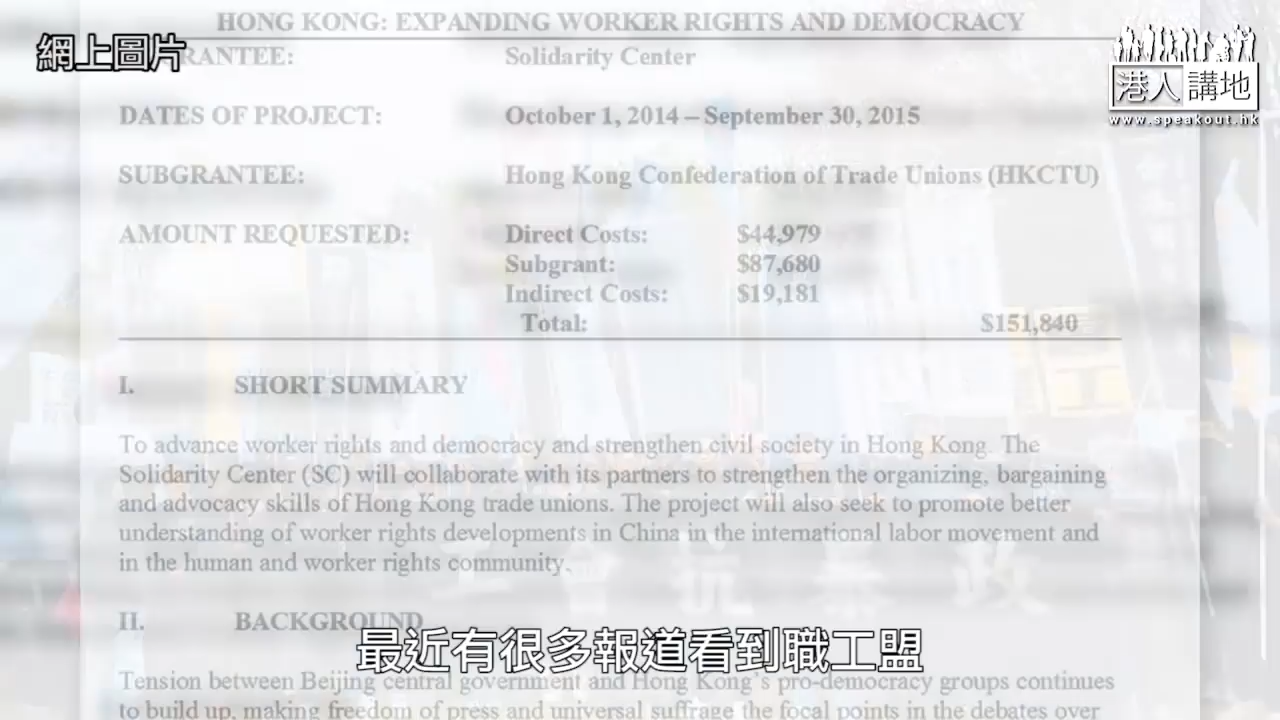 HONG KONG: EXPANDING WORKER RIGHTS AND DEMOCRACY
網上圖片
RANTEE: Solidarity Center
港人講地
www.speakout.hk
DATES OF PROJECT: October 1, 2014 – September 30, 2015
SUBGRANTEE: Hong Kong Confederation of Trade Unions (HKCTU)
AMOUNT REQUESTED: Direct Costs: $44,979
Subgrant: $87,680
Indirect Costs: $19,181
Total: $151,840
I. SHORT SUMMARY
To advance worker rights and democracy and strengthen civil society in Hong Kong. The
Solidarity Center (SC) will collaborate with its partners to strengthen the organizing, bargaining
and advocacy skills of Hong Kong trade unions. The project will also seek to promote better
understanding of worker rights developments in China in the international labor movement and
in the human and worker rights community.
II. BACKGROUND
最近有很多報道看到職工盟
Tension between Beijing central government and Hong Kong's pro-democracy groups continues
to build up, making freedom of press and universal suffrage the focal points in the debates over